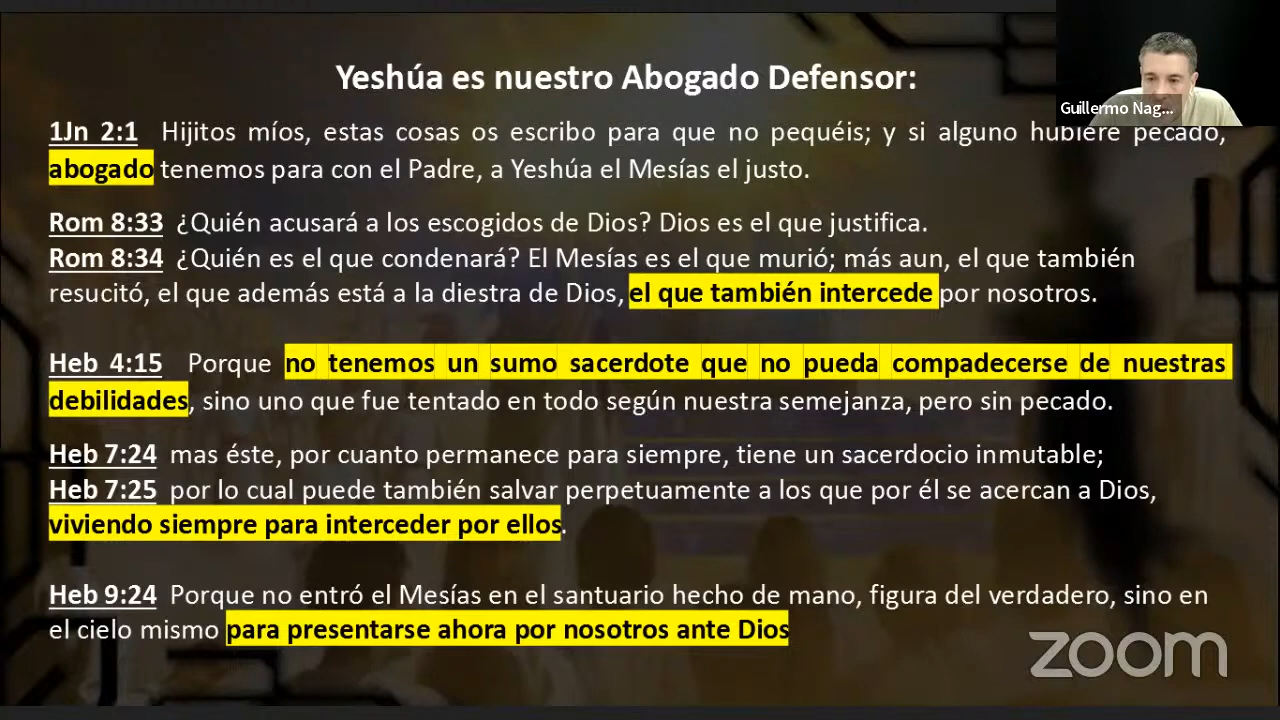 Yeshúa es nuestro Abogado Defensor:
Guillermo Nag...
1Jn 2:1 Hijitos míos, estas cosas os escribo para que no pequéis; y si alguno hubiere pecado,
abogado tenemos para con el Padre, a Yeshúa el Mesías el justo.
Rom 8:33 ¿Quién acusará a los escogidos de Dios? Dios es el que justifica.
Rom 8:34 ¿Quién es el que condenará? El Mesías es el que murió; más aun, el que también
resucitó, el que además está a la diestra de Dios, el que también intercede por nosotros.
Heb 4:15 Porque no tenemos un sumo sacerdote que no pueda compadecerse de nuestras
debilidades, sino uno que fue tentado en todo según nuestra semejanza, pero sin pecado.
Heb 7:24 mas éste, por cuanto permanece para siempre, tiene un sacerdocio inmutable;
Heb 7:25 por lo cual puede también salvar perpetuamente a los que por él se acercan a Dios,
viviendo siempre para interceder por ellos.
Heb 9:24 Porque no entró el Mesías en el santuario hecho de mano, figura del verdadero, sino en
el cielo mismo para presentarse ahora por nosotros ante Dios
zoom